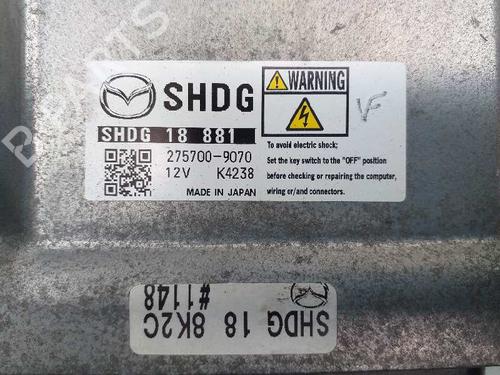 SHDG
SHDG 18 881
275700-9070
12V K4238
MADE IN JAPAN
WARNING
To avoid electric shock;
Set the key switch to the "OFF" position
before checking or repairing the computer,
wiring or/and connectors.
VF
SHDG 18 8K2C
#1148
PARTS